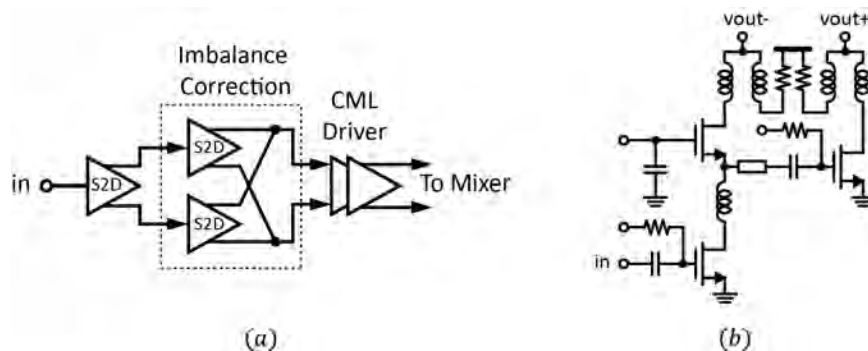 Imbalance
Correction
CML
Driver
S2D
in
S2D
S2D
To Mixer
(a)
vout-
vout+
in
(b)